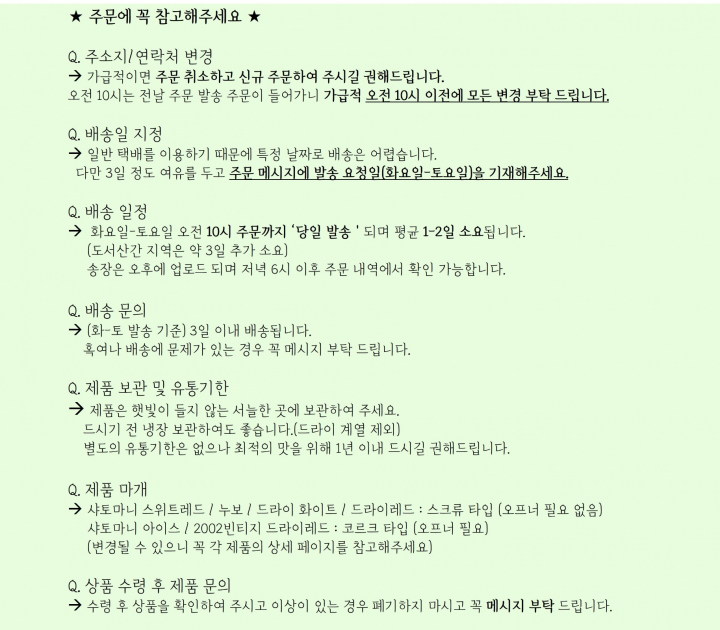 ★ 주문에 꼭 참고해주세요 ★
Q. 주소지/연락처 변경
→ 가급적이면 주문 취소하고 신규 주문하여 주시길 권해드립니다.
오전 10시는 전날 주문 발송 주문이 들어가니 가급적 오전 10시 이전에 모든 변경 부탁 드립니다.
Q. 배송일 지정
→ 일반 택배를 이용하기 때문에 특정 날짜로 배송은 어렵습니다.
다만 3일 정도 여유를 두고 주문 메시지에 발송 요청일(화요일-토요일)을 기재해주세요.
Q. 배송 일정
→ 화요일-토요일 오전 10시 주문까지 '당일 발송 ' 되며 평균 1-2일 소요됩니다.
(도서산간 지역은 약 3일 추가 소요)
송장은 오후에 업로드 되며 저녁 6시 이후 주문 내역에서 확인 가능합니다.
Q. 배송 문의
→ (화-토 발송 기준) 3일 이내 배송됩니다.
혹여나 배송에 문제가 있는 경우 꼭 메시지 부탁 드립니다.
Q. 제품 보관 및 유통기한
→ 제품은 햇빛이 들지 않는 서늘한 곳에 보관하여 주세요.
드시기 전 냉장 보관하여도 좋습니다.(드라이 계열 제외)
별도의 유통기한은 없으나 최적의 맛을 위해 1년 이내 드시길 권해드립니다.
Q. 제품 마개
→ 샤토마니 스위트레드 / 누보 / 드라이 화이트 / 드라이레드 : 스크류 타입 (오프너 필요 없음)
샤토마니 아이스 / 2002빈티지 드라이레드 : 코르크 타입 (오프너 필요)
(변경될 수 있으니 꼭 각 제품의 상세 페이지를 참고해주세요)
Q. 상품 수령 후 제품 문의
→ 수령 후 상품을 확인하여 주시고 이상이 있는 경우 폐기하지 마시고 꼭 메시지 부탁 드립니다.